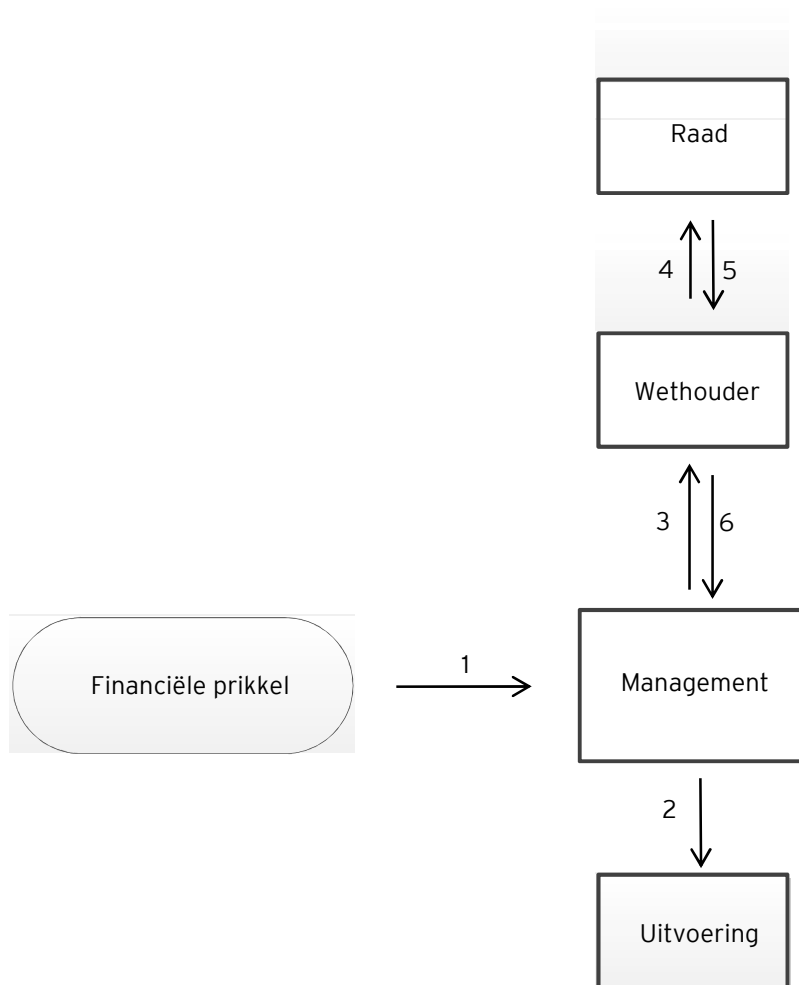 Raad
4
5
Wethouder
3
6
Financiële prikkel
1
Management
2
Uitvoering